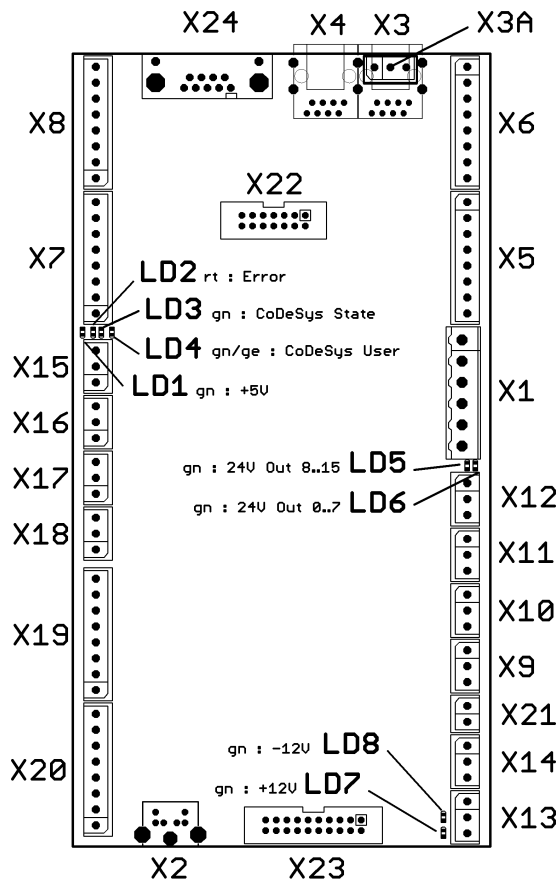 X24 X4 X3 X3A
X8 X6
X22
X7 X5
LD2 rt : Error
LD3 gn : CoDeSys State
LD4 gn/ge : CoDeSys User
X15 LD1 gn : +5V X1
X16
gn : 24V Out 8..15 LD5
X17
gn : 24V Out 0..7 LD6 X12
X18
X11
X10
X19
X9
X21
gn : -12V LD8
X20 X14
gn : +12V LD7
X13
X2 X23